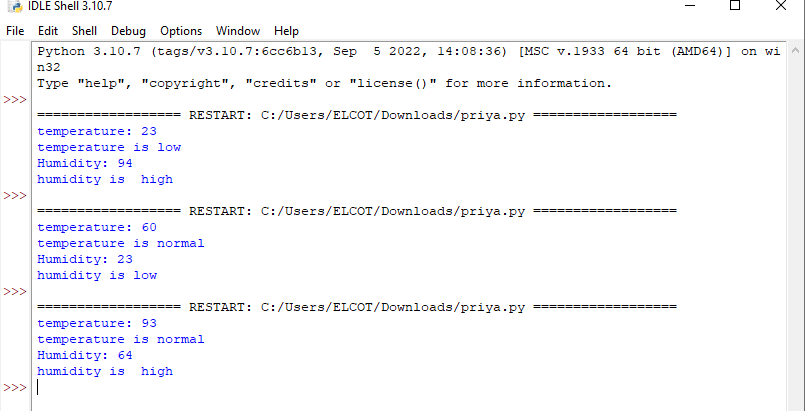 IDLE Shell 3.10.7
File Edit Shell Debug Options Window Help
Python 3.10.7 (tags/v3.10.7:6cc6b13, Sep  5 2022, 14:08:36) [MSC v.1933 64 bit (AMD64)] on wi
n32
Type "help", "copyright", "credits" or "license()" for more information.
>>>
================== RESTART: C:/Users/ELCOT/Downloads/priya.py ==================
temperature: 23
temperature is low
Humidity: 94
humidity is  high
>>>
================== RESTART: C:/Users/ELCOT/Downloads/priya.py ==================
temperature: 60
temperature is normal
Humidity: 23
humidity is low
>>>
================== RESTART: C:/Users/ELCOT/Downloads/priya.py ==================
temperature: 93
temperature is normal
Humidity: 64
humidity is  high
>>>